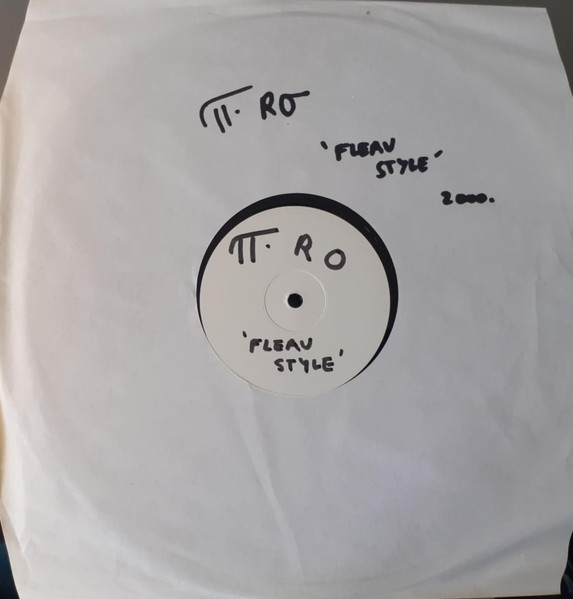 π. RO
'FLEAU
STYLE'
2000.
π. RO
'FLEAU
STYLE'